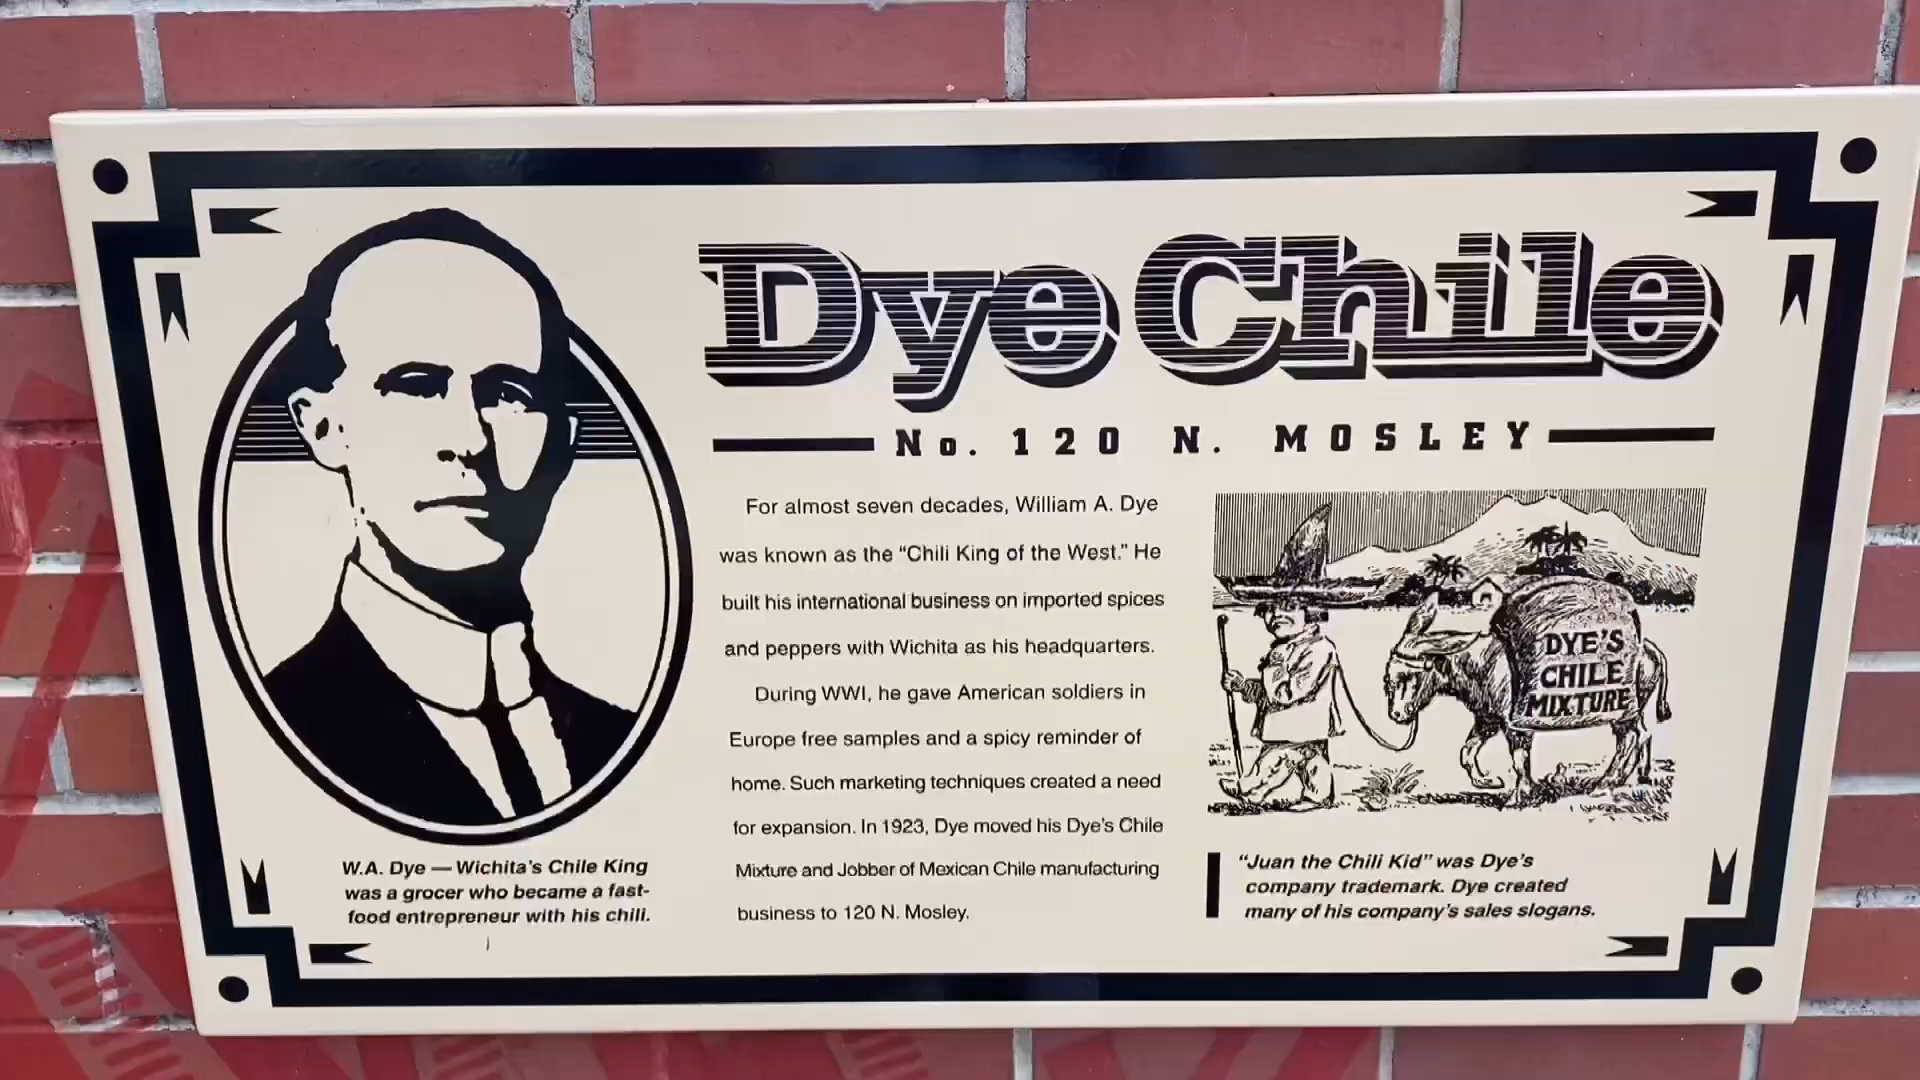 Dye Chile
No. 120 N. MOSLEY
For almost seven decades, William A. Dye
was known as the “Chili King of the West.” He
built his international business on imported spices
and peppers with Wichita as his headquarters.
During WWI, he gave American soldiers in
Europe free samples and a spicy reminder of
home. Such marketing techniques created a need
for expansion. In 1923, Dye moved his Dye's Chile
Mixture and Jobber of Mexican Chile manufacturing
business to 120 N. Mosley.
W.A. Dye — Wichita's Chile King
was a grocer who became a fast-
food entrepreneur with his chili.
DYE'S
CHILE
MIXTURE
“Juan the Chili Kid” was Dye's
company trademark. Dye created
many of his company's sales slogans.